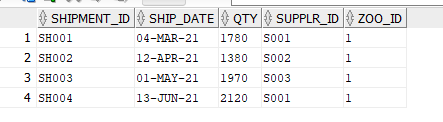 SHIPMENT_ID SHIP_DATE QTY SUPPLR_ID ZOO_ID
1 SH001 04-MAR-21 1780 S001 1
2 SH002 12-APR-21 1380 S002 1
3 SH003 01-MAY-21 1970 S003 1
4 SH004 13-JUN-21 2120 S001 1